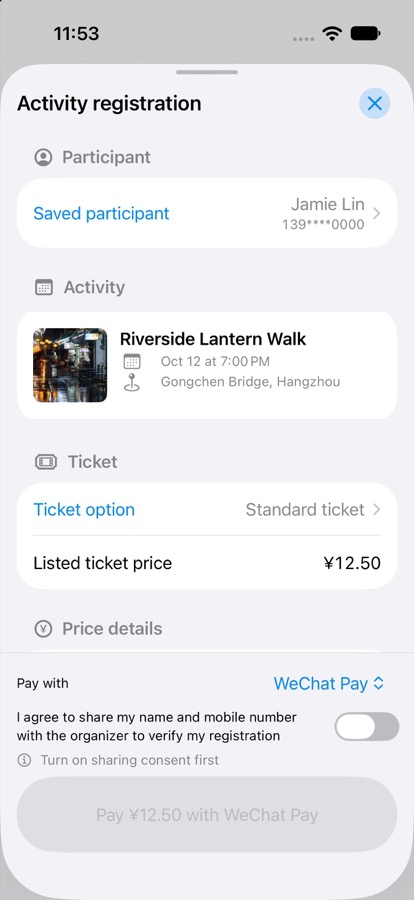 11:53
Activity registration
Participant
Saved participant
Jamie Lin
139****0000
Activity
Riverside Lantern Walk
Oct 12 at 7:00 PM
Gongchen Bridge, Hangzhou
Ticket
Ticket option
Standard ticket
Listed ticket price
¥12.50
Price details
Pay with
WeChat Pay
I agree to share my name and mobile number
with the organizer to verify my registration
Turn on sharing consent first
Pay ¥12.50 with WeChat Pay